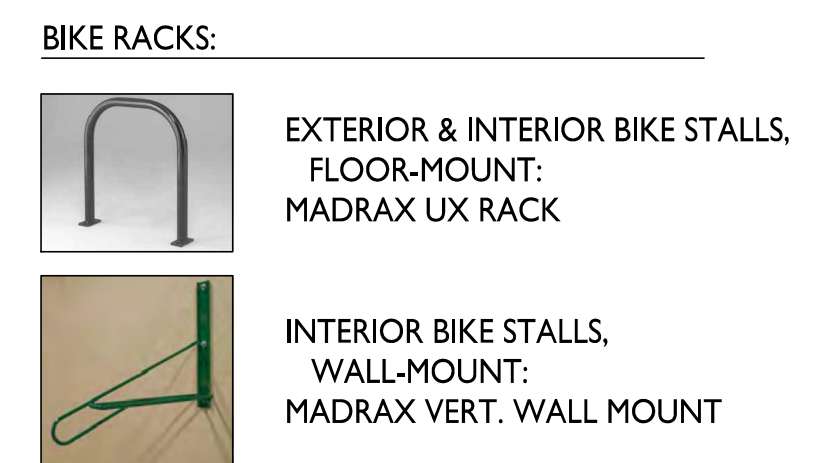 BIKE RACKS:
EXTERIOR & INTERIOR BIKE STALLS,
FLOOR-MOUNT:
MADRAX UX RACK
INTERIOR BIKE STALLS,
WALL-MOUNT:
MADRAX VERT. WALL MOUNT